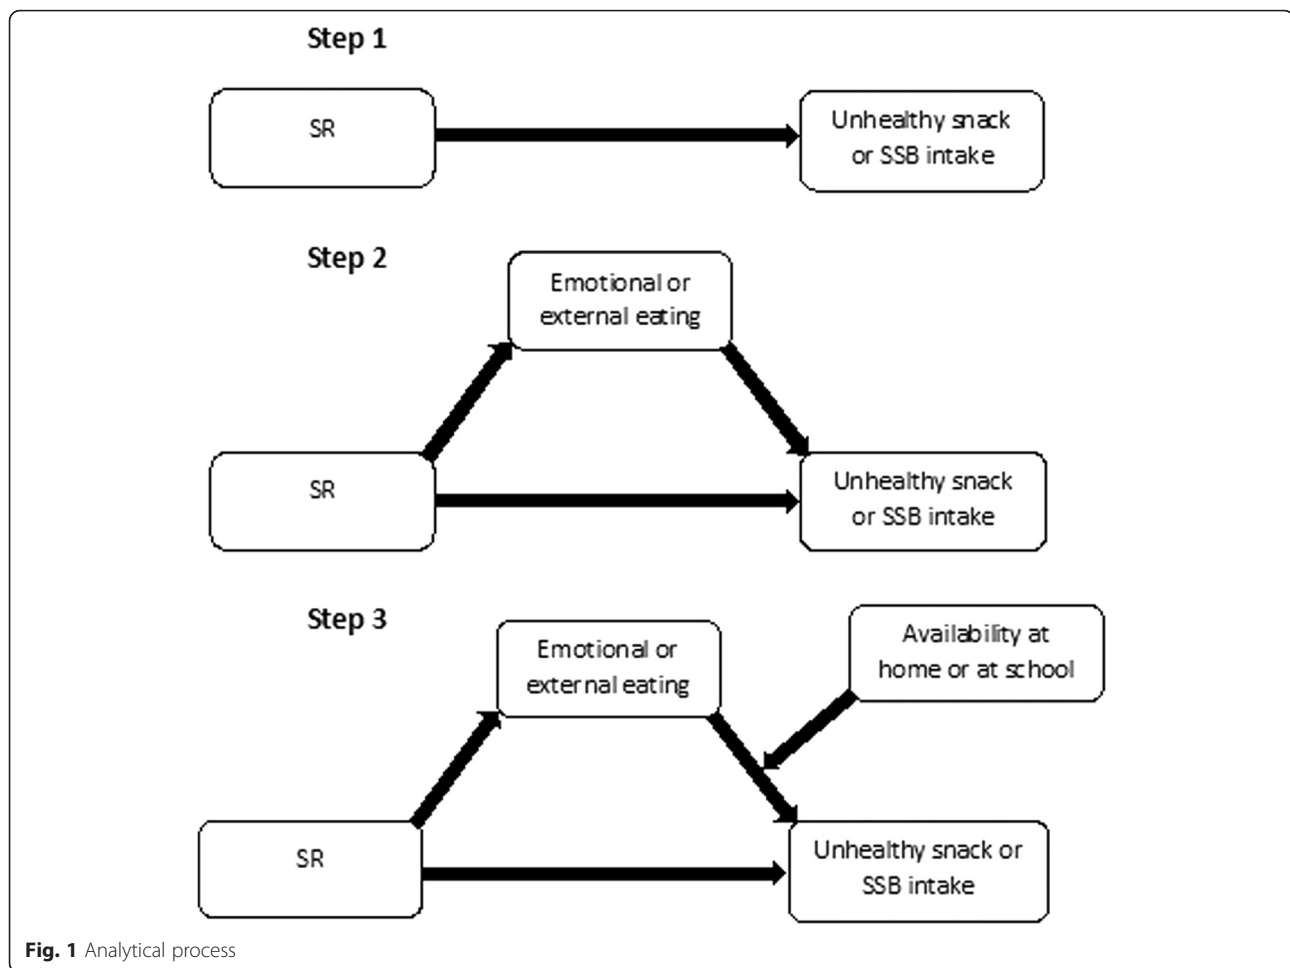 Step 1
SR
Unhealthy snack
or SSB intake
Step 2
Emotional or
external eating
SR
Unhealthy snack
or SSB intake
Step 3
Emotional or
external eating
Availability at
home or at school
SR
Unhealthy snack or
SSB intake
Fig. 1 Analytical process